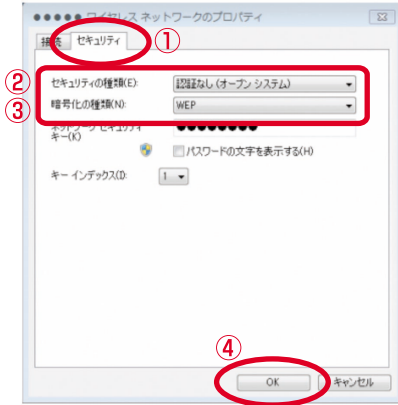 ●●●●● ワイヤレス ネットワークのプロパティ
接続 セキュリティ ①
② セキュリティの種類(E): 認証なし (オープン システム)
③ 暗号化の種類(N): WEP
ネットワーク セキュリティ ●●●●●●●●
キー(K)
パスワードの文字を表示する(H)
キー インデックス(I): 1
④
OK キャンセル